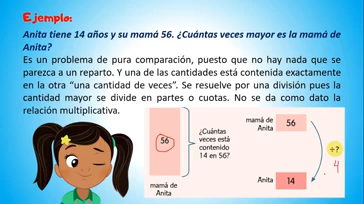 Ejemplo:
Anita tiene 14 años y su mamá 56. ¿Cuántas veces mayor es la mamá de
Anita?
Es un problema de pura comparación, puesto que no hay nada que se
parezca a un reparto. Y una de las cantidades está contenida exactamente
en la otra “una cantidad de veces”. Se resuelve por una división pues la
cantidad mayor se divide en partes o cuotas. No se da como dato la
relación multiplicativa.
56
mamá de
Anita
¿Cuántas
veces está
contenido
14 en 56?
mamá de
Anita
56
÷?
4
Anita
14